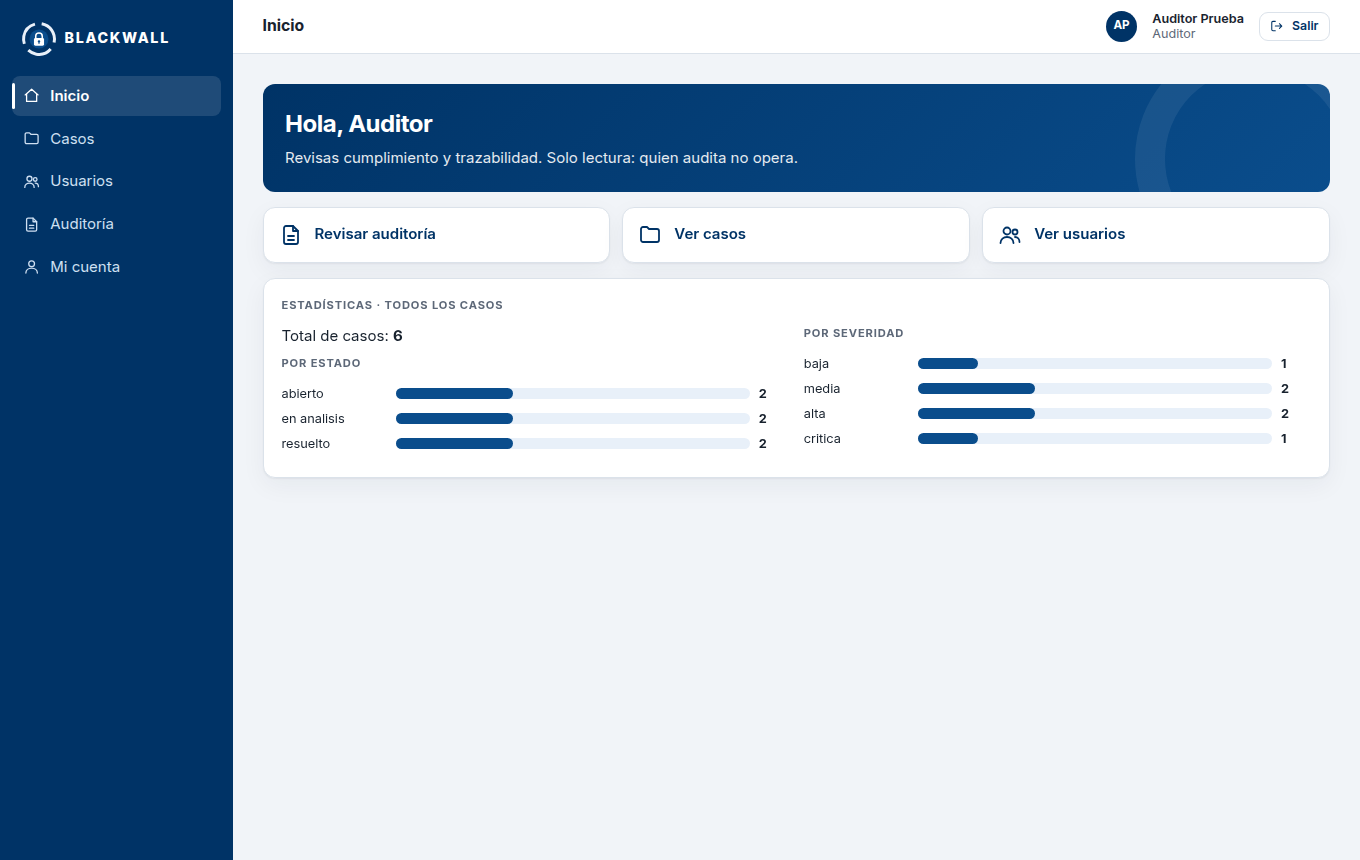 BLACKWALL
Inicio
Casos
Usuarios
Auditoría
Mi cuenta
Inicio
AP
Auditor Prueba
Auditor
Salir
Hola, Auditor
Revisas cumplimiento y trazabilidad. Solo lectura: quien audita no opera.
Revisar auditoría
Ver casos
Ver usuarios
ESTADÍSTICAS · TODOS LOS CASOS
Total de casos: 6
POR ESTADO
abierto 2
en analisis 2
resuelto 2
POR SEVERIDAD
baja 1
media 2
alta 2
critica 1